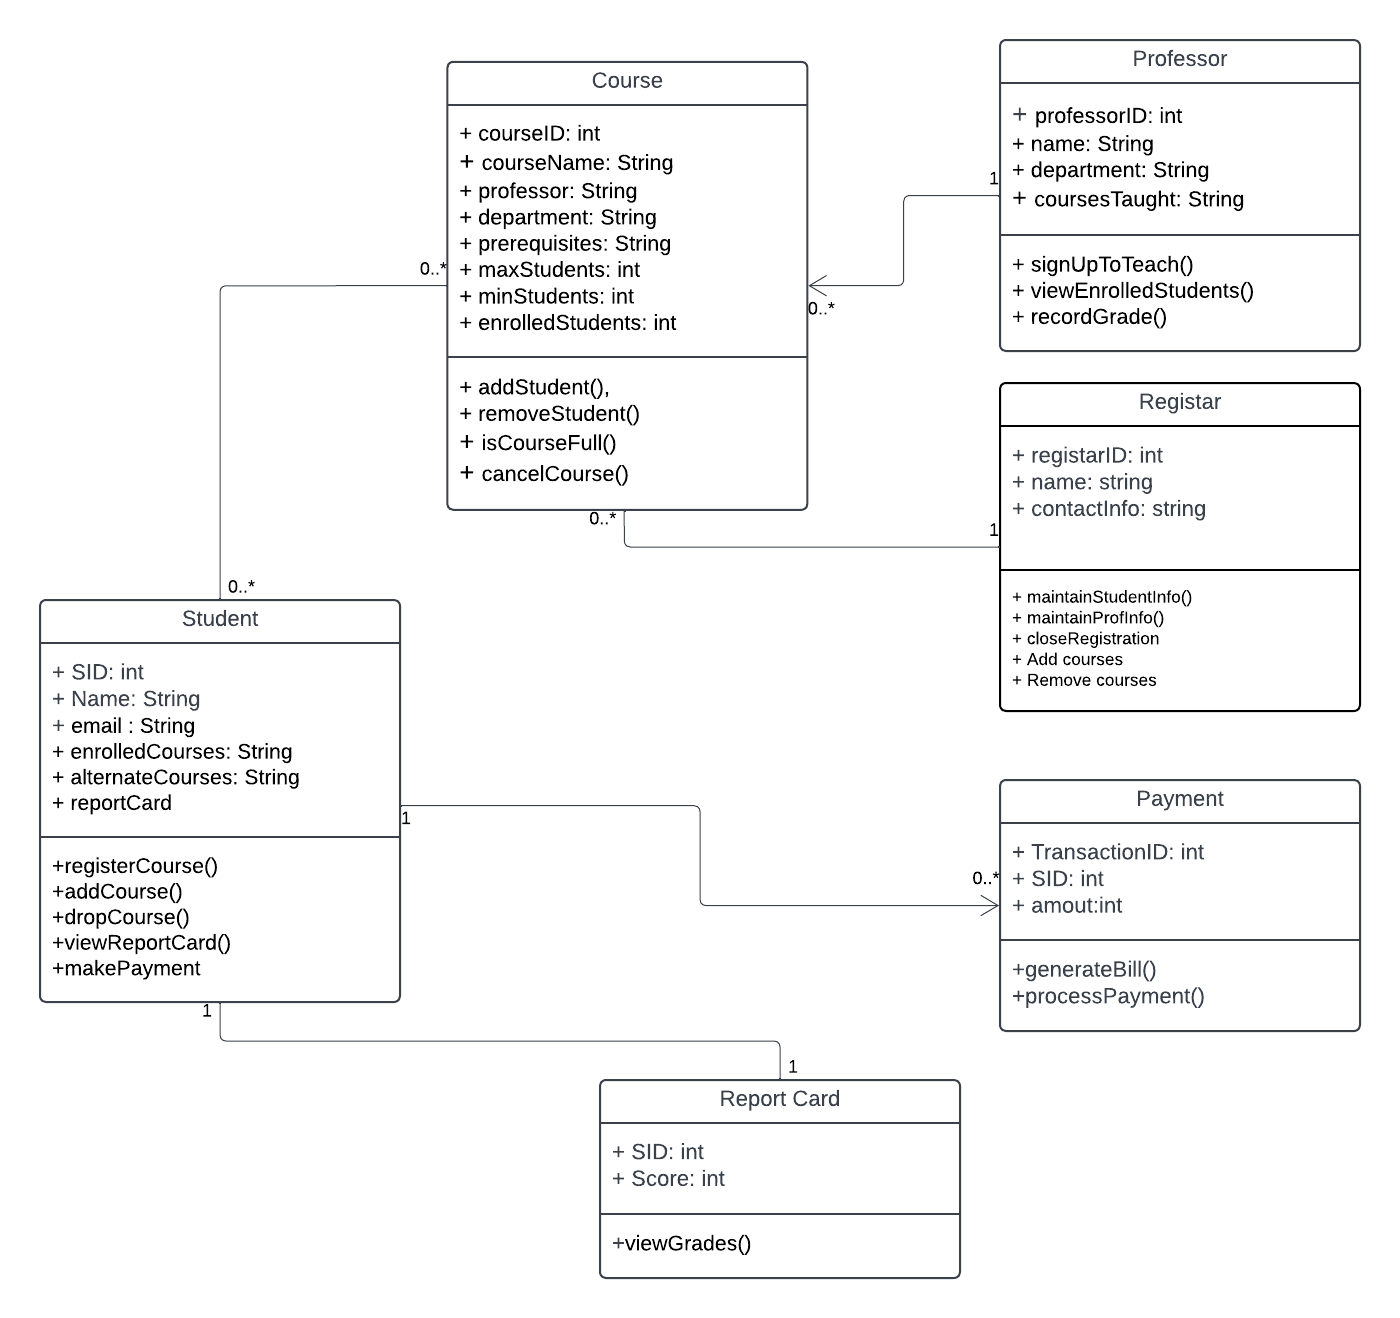 Course
+ courseID: int
+ courseName: String
+ professor: String
+ department: String
+ prerequisites: String
+ maxStudents: int
+ minStudents: int
+ enrolledStudents: int
+ addStudent(),
+ removeStudent()
+ isCourseFull()
+ cancelCourse()
Professor
+ professorID: int
+ name: String
+ department: String
+ coursesTaught: String
+ signUpToTeach()
+ viewEnrolledStudents()
+ recordGrade()
1
0..*
0..*
0..*
Registar
+ registarID: int
+ name: string
+ contactInfo: string
+ maintainStudentInfo()
+ maintainProfInfo()
+ closeRegistration
+ Add courses
+ Remove courses
0..*
1
Student
+ SID: int
+ Name: String
+ email : String
+ enrolledCourses: String
+ alternateCourses: String
+ reportCard
+registerCourse()
+addCourse()
+dropCourse()
+viewReportCard()
+makePayment
1
0..*
Payment
+ TransactionID: int
+ SID: int
+ amout:int
+generateBill()
+processPayment()
1
1
Report Card
+ SID: int
+ Score: int
+viewGrades()